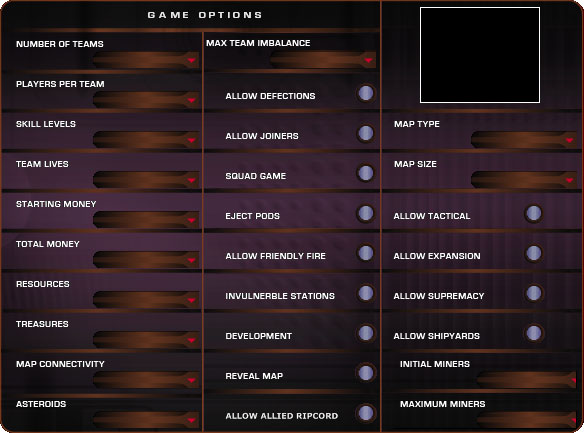 GAME OPTIONS
NUMBER OF TEAMS
PLAYERS PER TEAM
SKILL LEVELS
TEAM LIVES
STARTING MONEY
TOTAL MONEY
RESOURCES
TREASURES
MAP CONNECTIVITY
ASTEROIDS
MAX TEAM IMBALANCE
ALLOW DEFECTIONS
ALLOW JOINERS
SQUAD GAME
EJECT PODS
ALLOW FRIENDLY FIRE
INVULNERBLE STATIONS
DEVELOPMENT
REVEAL MAP
ALLOW ALLIED RIPCORD
MAP TYPE
MAP SIZE
ALLOW TACTICAL
ALLOW EXPANSION
ALLOW SUPREMACY
ALLOW SHIPYARDS
INITIAL MINERS
MAXIMUM MINERS